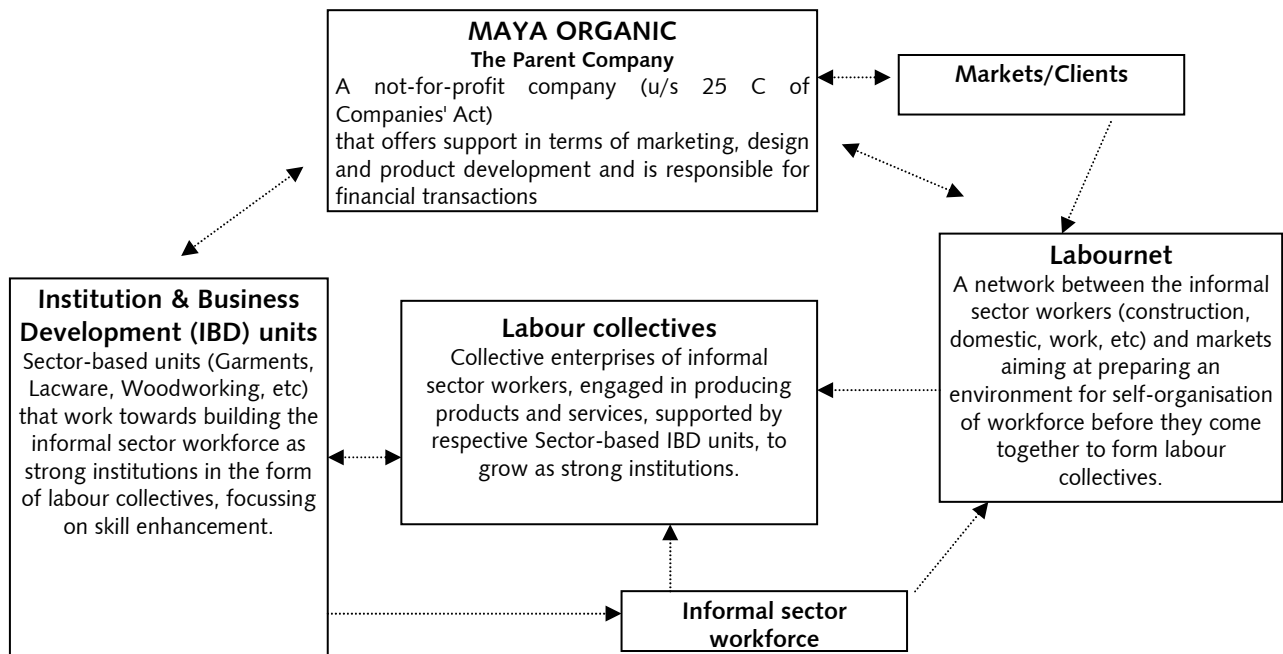 MAYA ORGANIC
The Parent Company
A not-for-profit company (u/s 25 C of
Companies' Act)
that offers support in terms of marketing, design
and product development and is responsible for
financial transactions
Markets/Clients
Institution & Business
Development (IBD) units
Sector-based units (Garments,
Lacware, Woodworking, etc)
that work towards building the
informal sector workforce as
strong institutions in the form
of labour collectives, focussing
on skill enhancement.
Labour collectives
Collective enterprises of informal
sector workers, engaged in producing
products and services, supported by
respective Sector-based IBD units, to
grow as strong institutions.
Labournet
A network between the informal
sector workers (construction,
domestic, work, etc) and markets
aiming at preparing an
environment for self-organisation
of workforce before they come
together to form labour
collectives.
Informal sector
workforce